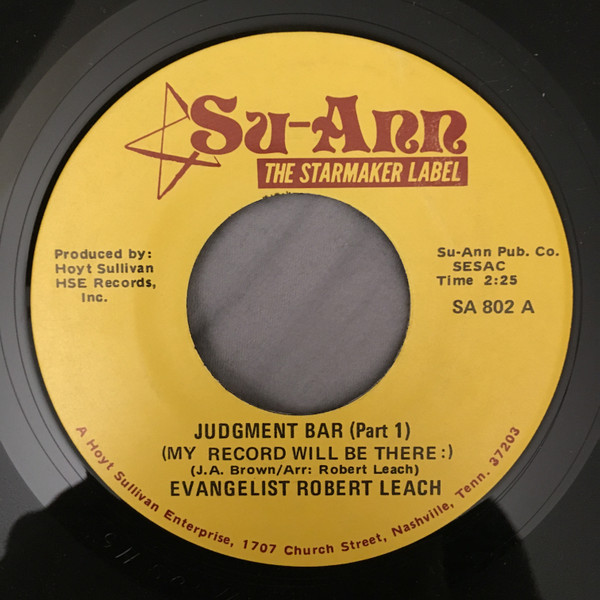 Su-Ann
THE STARMAKER LABEL
Produced by:
Hoyt Sullivan
HSE Records,
Inc.
Su-Ann Pub. Co.
SESAC
Time 2:25
SA 802 A
JUDGMENT BAR (Part 1)
(MY RECORD WILL BE THERE:)
(J.A. Brown/Arr: Robert Leach)
EVANGELIST ROBERT LEACH
A Hoyt Sullivan Enterprise, 1707 Church Street, Nashville, Tenn. 37203